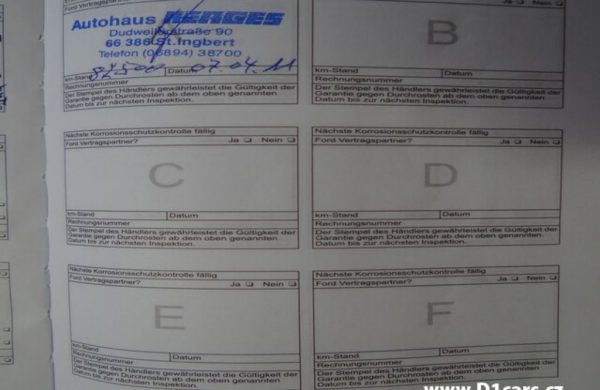 Autohaus HERGES
Dudweilerstraße 90
66 386 St.Ingbert
Telefon (06894) 38700
82500 Datum 07.04.11
Rechnungsnummer
Der Stempel des Händlers gewährleistet die Gültigkeit der
Garantie gegen Durchrosten ab dem oben genannten
Datum bis zur nächsten Inspektion.
B
km-Stand Datum
Rechnungsnummer
Der Stempel des Händlers gewährleistet die Gültigkeit der
Garantie gegen Durchrosten ab dem oben genannten
Datum bis zur nächsten Inspektion.
Nächste Korrosionsschutzkontrolle fällig
Ford Vertragspartner? Ja Nein
C
km-Stand Datum
Rechnungsnummer
Der Stempel des Händlers gewährleistet die Gültigkeit der
Garantie gegen Durchrosten ab dem oben genannten
Datum bis zur nächsten Inspektion.
Nächste Korrosionsschutzkontrolle fällig
Ford Vertragspartner? Ja Nein
D
km-Stand Datum
Rechnungsnummer
Der Stempel des Händlers gewährleistet die Gültigkeit der
Garantie gegen Durchrosten ab dem oben genannten
Datum bis zur nächsten Inspektion.
Nächste Korrosionsschutzkontrolle fällig
Ford Vertragspartner? Ja Nein
E
km-Stand Datum
Rechnungsnummer
Der Stempel des Händlers gewährleistet die Gültigkeit der
Garantie gegen Durchrosten ab dem oben genannten
Datum bis zur nächsten Inspektion.
Nächste Korrosionsschutzkontrolle fällig
Ford Vertragspartner? Ja Nein
F
km-Stand Datum
Rechnungsnummer
Der Stempel des Händlers gewährleistet die Gültigkeit der
Garantie gegen Durchrosten ab dem oben genannten
Datum bis zur nächsten Inspektion.
www.D1cars.cz